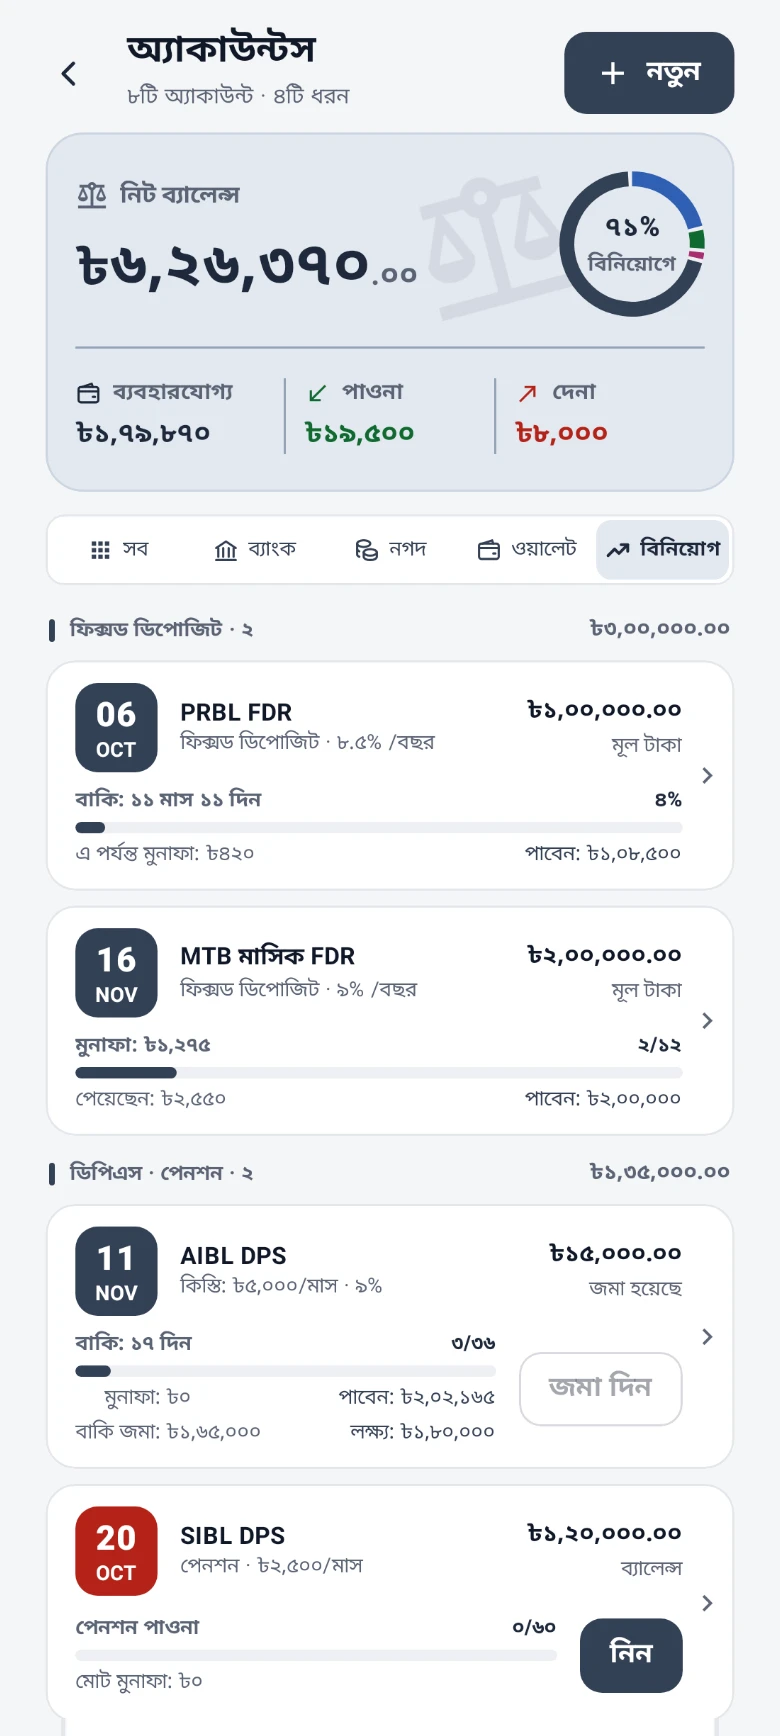 অ্যাকাউন্টস
৮টি অ্যাকাউন্ট · ৪টি ধরন
+ নতুন
নিট ব্যালেন্স
৳৬,২৬,৩৭০.০০
৭১%
বিনিয়োগে
ব্যবহারযোগ্য
৳১,৭৯,৮৭০
পাওনা
৳১৯,৫০০
দেনা
৳৮,০০০
সব ব্যাংক নগদ ওয়ালেট বিনিয়োগ
ফিক্সড ডিপোজিট · ২ ৳৩,০০,০০০.০০
06
OCT
PRBL FDR
ফিক্সড ডিপোজিট · ৮.৫% /বছর
৳১,০০,০০০.০০
মূল টাকা
বাকি: ১১ মাস ১১ দিন ৪%
এ পর্যন্ত মুনাফা: ৳৪২০ পাবেন: ৳১,০৮,৫০০
16
NOV
MTB মাসিক FDR
ফিক্সড ডিপোজিট · ৯% /বছর
৳২,০০,০০০.০০
মূল টাকা
মুনাফা: ৳১,২৭৫ ২/১২
পেয়েছেন: ৳২,৫৫০ পাবেন: ৳২,০০,০০০
ডিপিএস · পেনশন · ২ ৳১,৩৫,০০০.০০
11
NOV
AIBL DPS
কিস্তি: ৳৫,০০০/মাস · ৯%
৳১৫,০০০.০০
জমা হয়েছে
বাকি: ১৭ দিন ৩/৩৬
মুনাফা: ৳০ পাবেন: ৳২,০২,১৬৫
বাকি জমা: ৳১,৬৫,০০০ লক্ষ্য: ৳১,৮০,০০০
জমা দিন
20
OCT
SIBL DPS
পেনশন · ৳২,৫০০/মাস
৳১,২০,০০০.০০
ব্যালেন্স
পেনশন পাওনা ০/৬০
মোট মুনাফা: ৳০
নিন